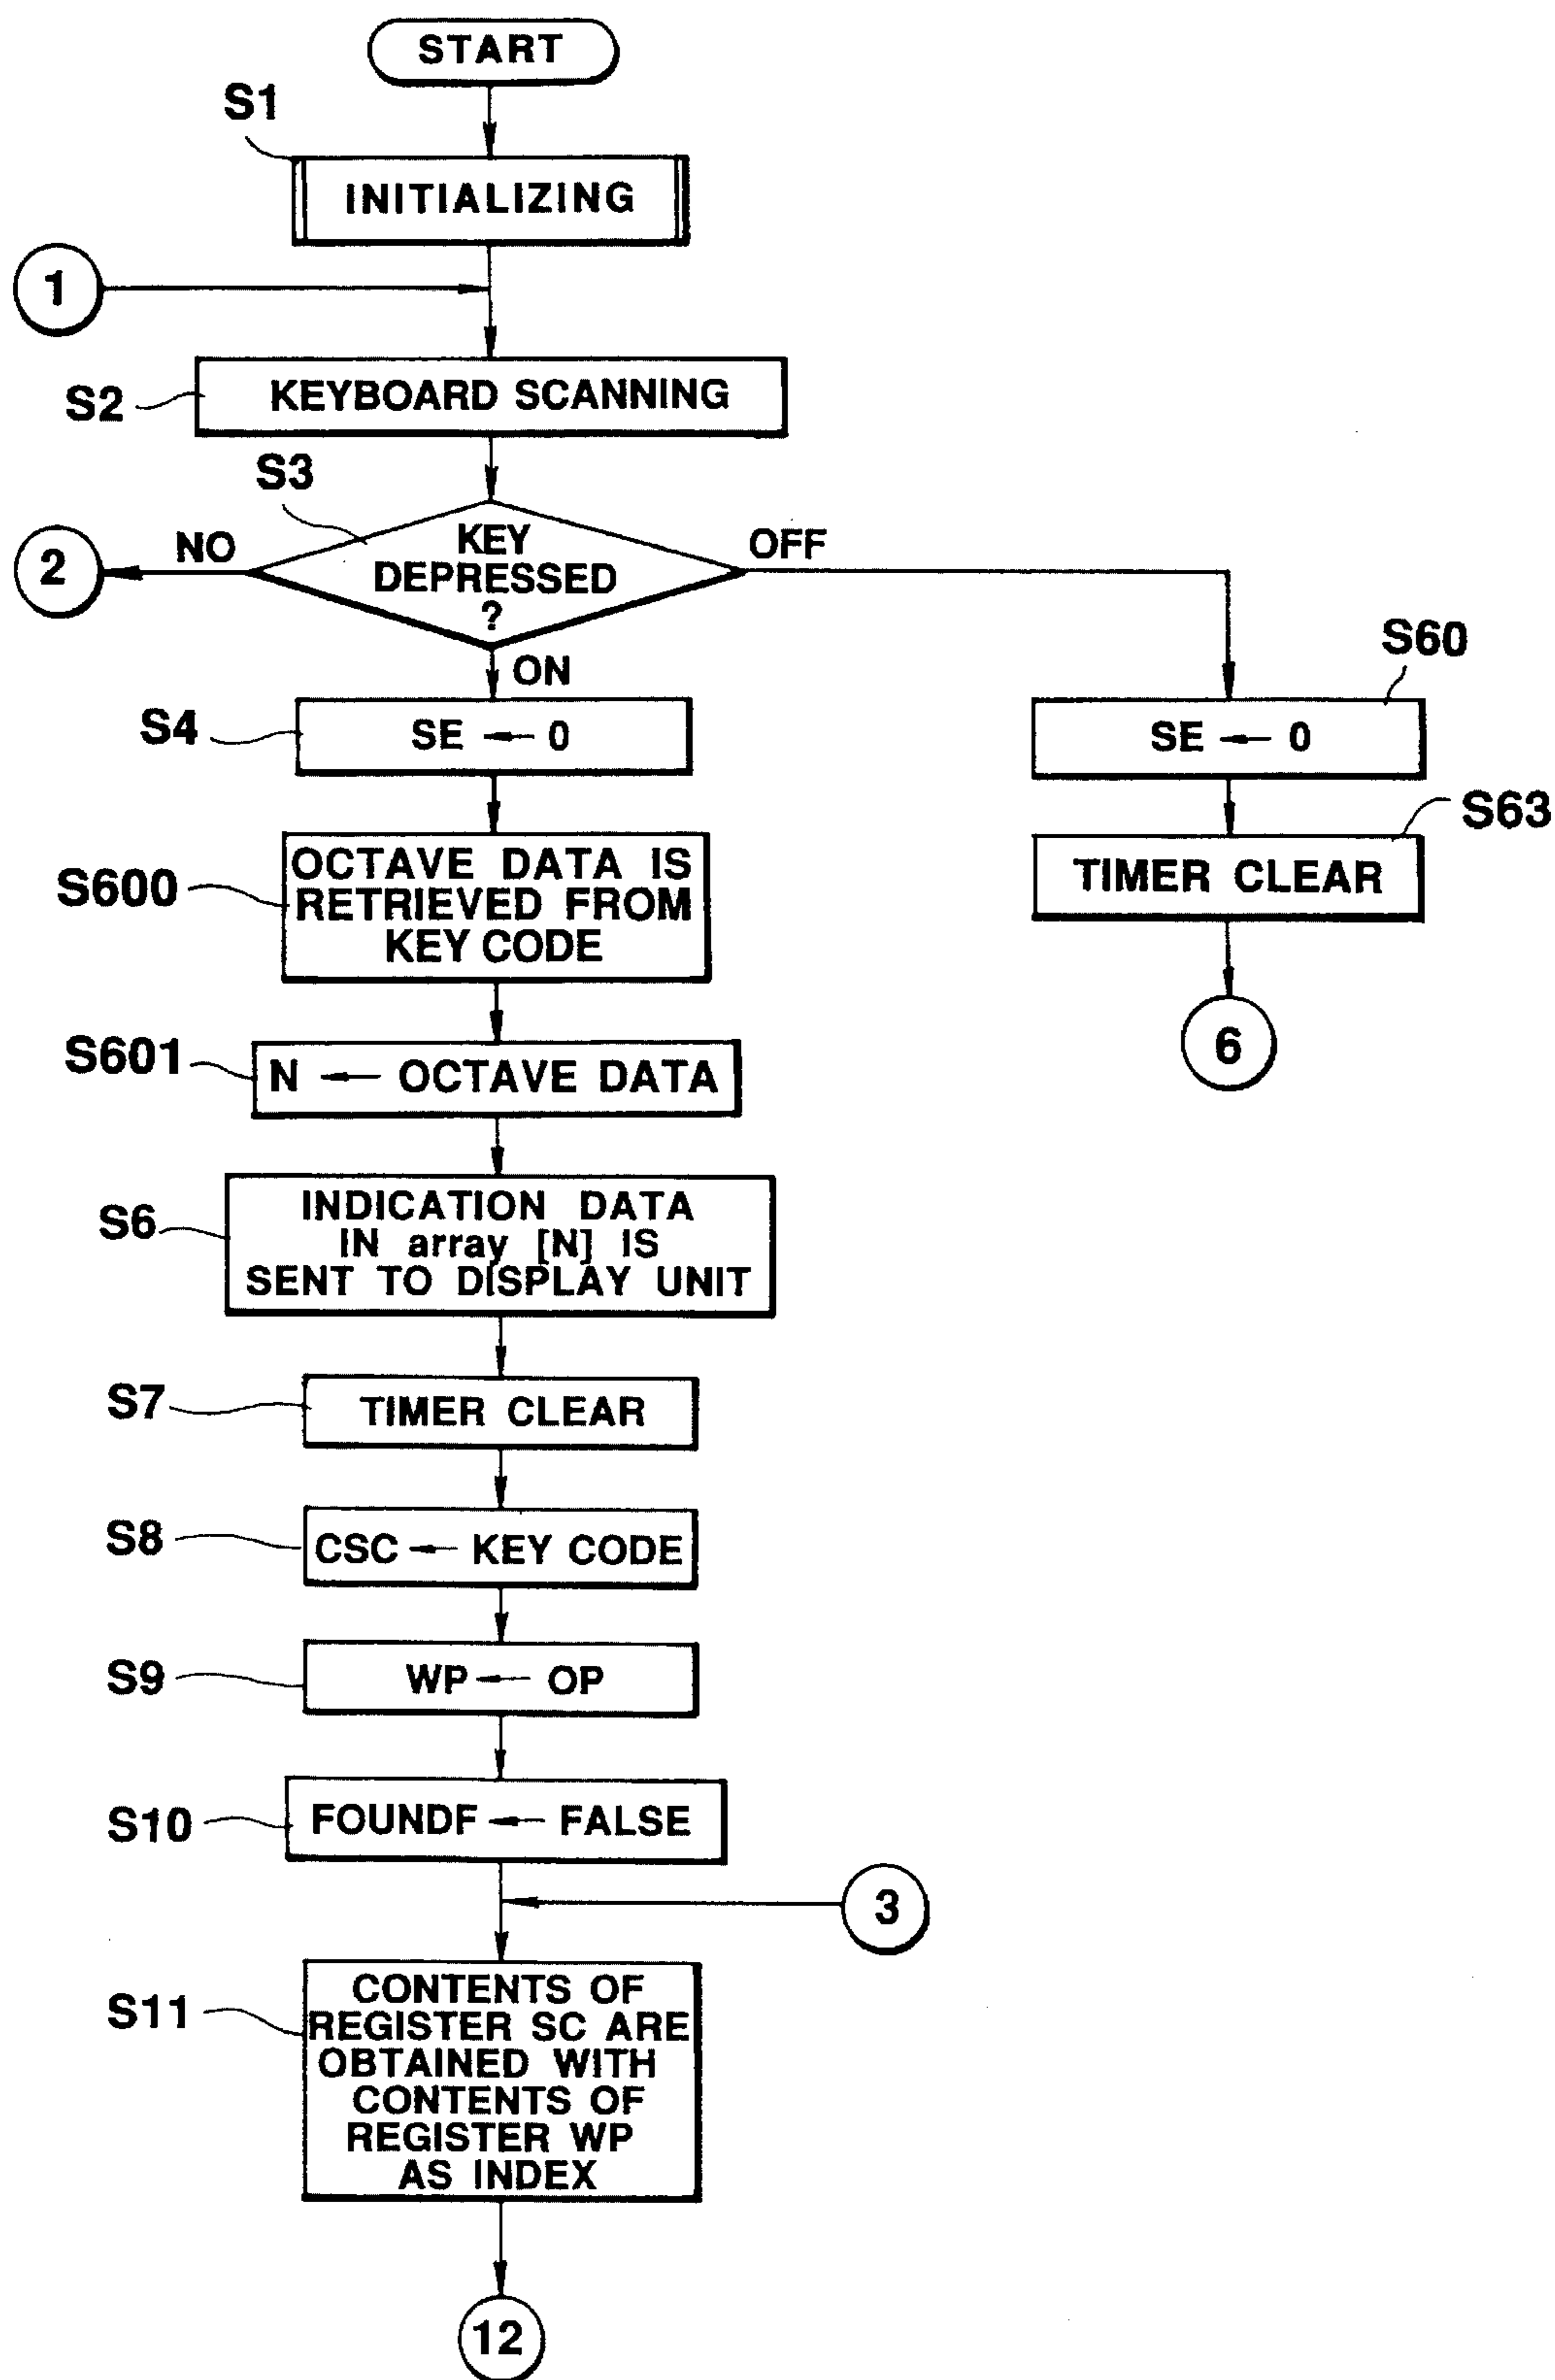 START
S1
INITIALIZING
1
S2
KEYBOARD SCANNING
S3
2
NO
KEY
DEPRESSED
?
OFF
ON
S60
S4
SE ← 0
SE ← 0
S63
TIMER CLEAR
S600
OCTAVE DATA IS
RETRIEVED FROM
KEY CODE
6
S601
N ← OCTAVE DATA
S6
INDICATION DATA
IN array [N] IS
SENT TO DISPLAY UNIT
S7
TIMER CLEAR
S8
CSC ← KEY CODE
S9
WP ← OP
S10
FOUNDF ← FALSE
3
S11
CONTENTS OF
REGISTER SC ARE
OBTAINED WITH
CONTENTS OF
REGISTER WP
AS INDEX
12